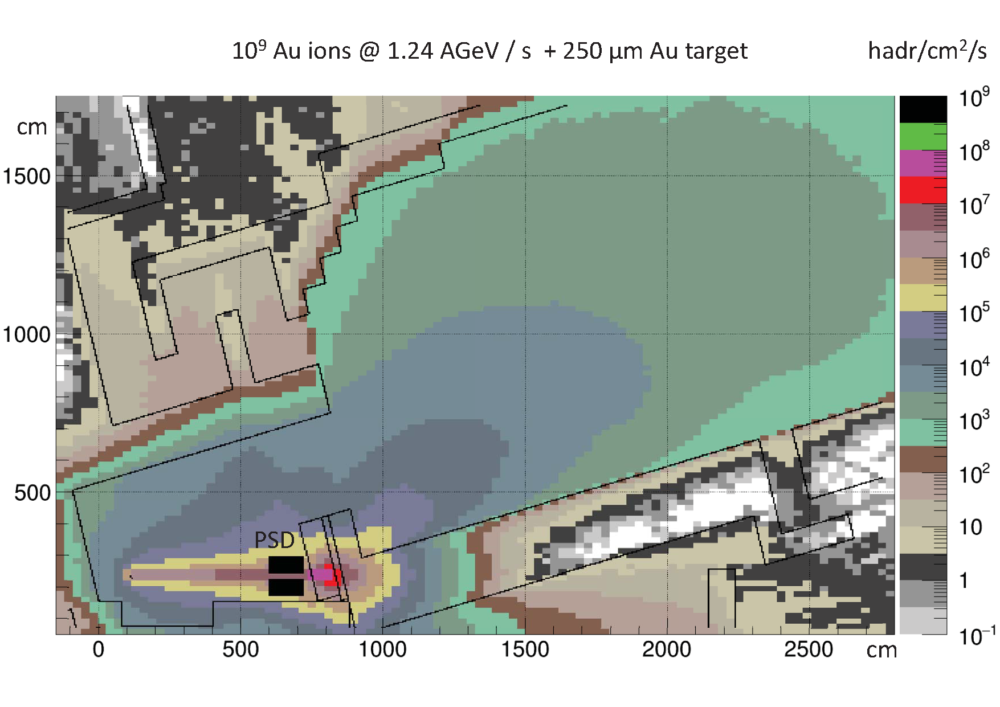 10⁹ Au ions @ 1.24 AGeV / s + 250 µm Au target
hadr/cm²/s
cm
1500
1000
500
PSD
0 500 1000 1500 2000 2500 cm
10⁹
10⁸
10⁷
10⁶
10⁵
10⁴
10³
10²
10
1
10⁻¹